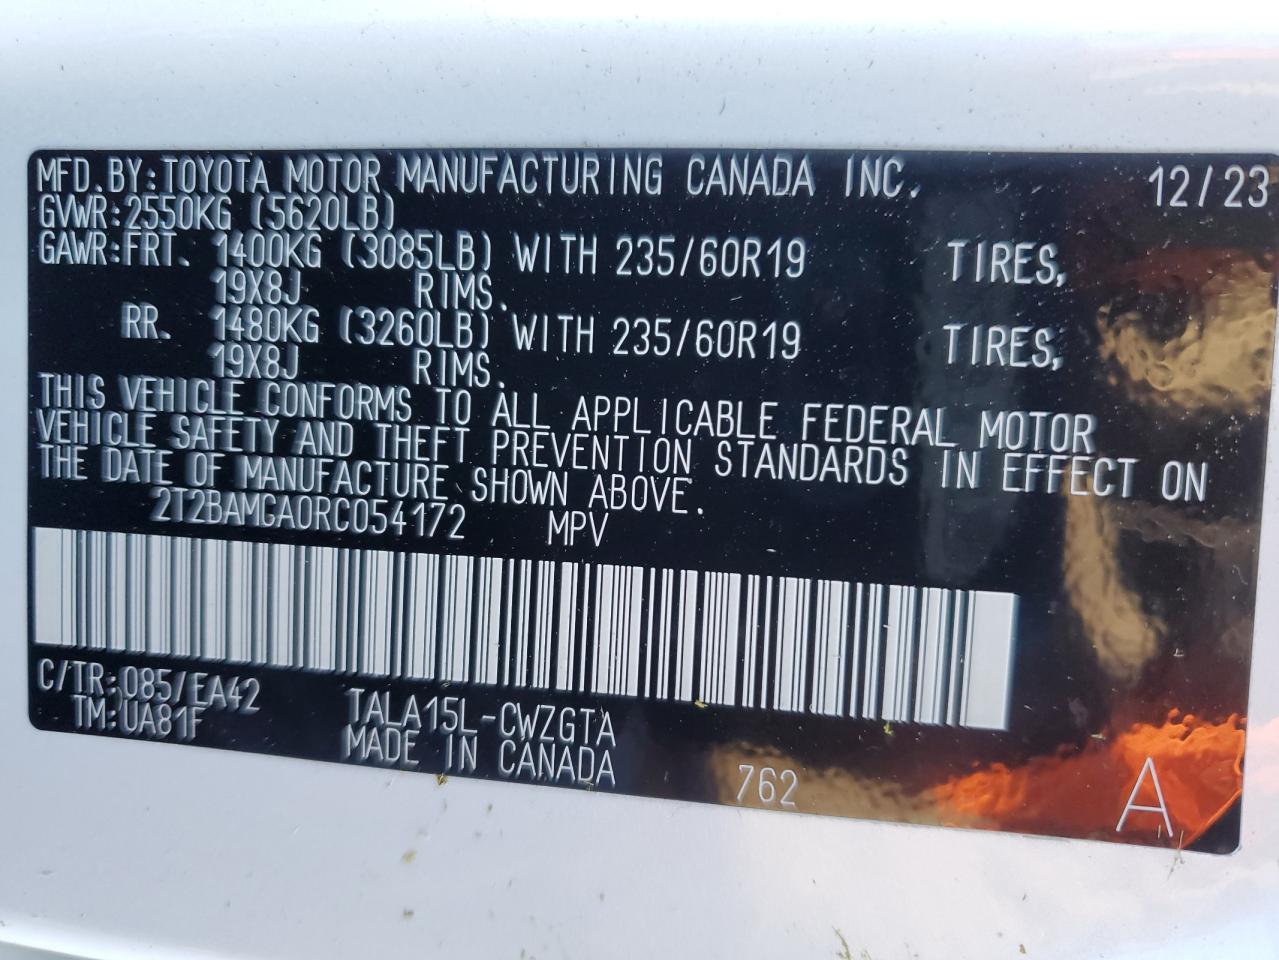 MFD.BY:TOYOTA MOTOR MANUFACTURING CANADA INC. 12/23
GVWR:2550KG (5620LB)
GAWR:FRT. 1400KG (3085LB) WITH 235/60R19 TIRES,
19X8J RIMS.
RR. 1480KG (3260LB) WITH 235/60R19 TIRES,
19X8J RIMS.
THIS VEHICLE CONFORMS TO ALL APPLICABLE FEDERAL MOTOR
VEHICLE SAFETY AND THEFT PREVENTION STANDARDS IN EFFECT ON
THE DATE OF MANUFACTURE SHOWN ABOVE.
2T2BAMGA0RC054172 MPV
C/TR:085/EA42 TALA15L-CWZGTA
TM:UA81F MADE IN CANADA
762 A